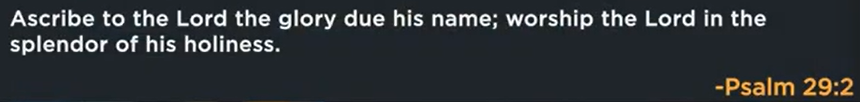 Ascribe to the Lord the glory due his name; worship the Lord in the
splendor of his holiness.
-Psalm 29:2